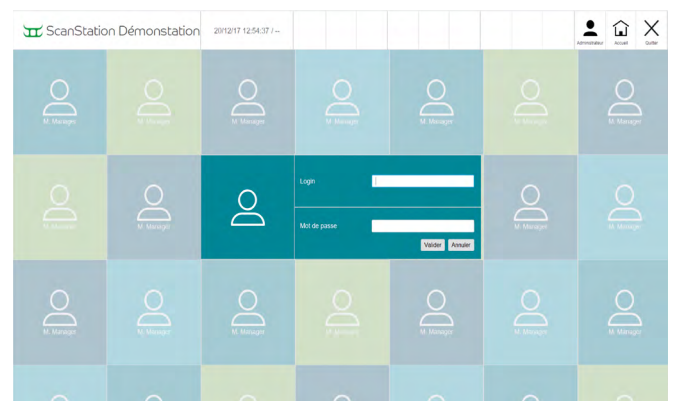 ScanStation Démonstation
20/12/17 12:54:37 / --
Administrateur
Accueil
Quitter
M. Manager
M. Manager
M. Manager
M. Manager
M. Manager
M. Manager
M. Manager
M. Manager
M. Manager
Login
Mot de passe
Valider
Annuler
M. Manager
M. Manager
M. Manager
M. Manager
M. Manager
M. Manager
M. Manager
M. Manager
M. Manager